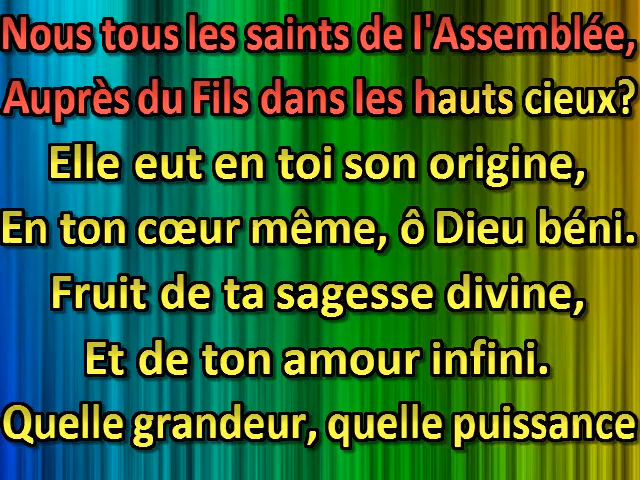 Nous tous les saints de l'Assemblée,
Auprès du Fils dans les hauts cieux?
Elle eut en toi son origine,
En ton cœur même, ô Dieu béni.
Fruit de ta sagesse divine,
Et de ton amour infini.
Quelle grandeur, quelle puissance